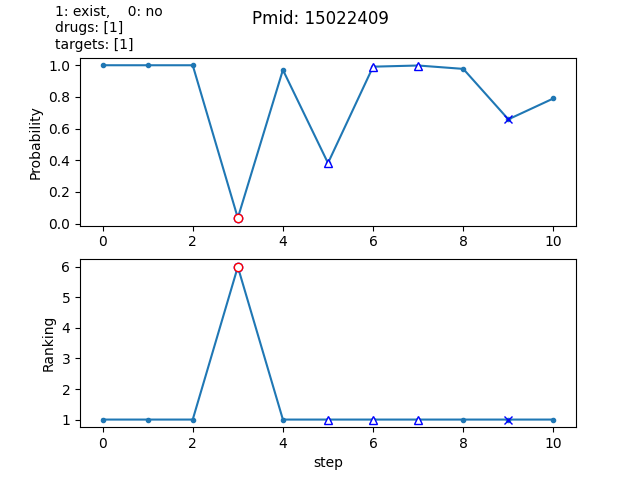 1: exist,    0: no
drugs: [1]
targets: [1]
Pmid: 15022409
Probability
1.0
0.8
0.6
0.4
0.2
0.0
0 2 4 6 8 10
Ranking
6
5
4
3
2
1
0 2 4 6 8 10
step